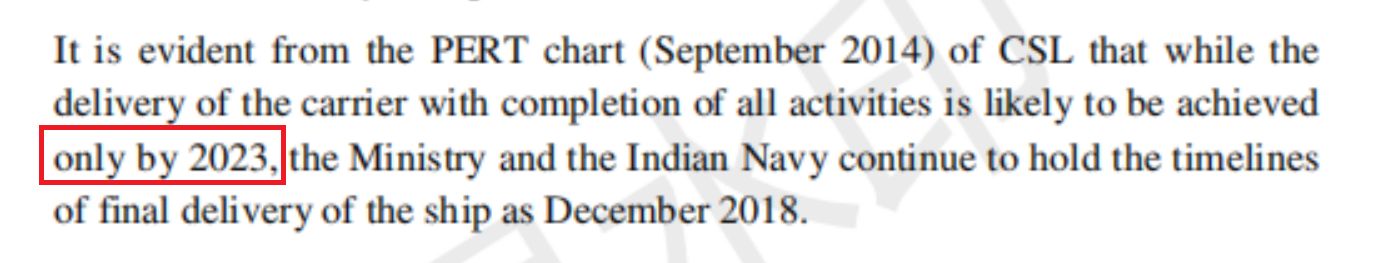 It is evident from the PERT chart (September 2014) of CSL that while the
delivery of the carrier with completion of all activities is likely to be achieved
only by 2023, the Ministry and the Indian Navy continue to hold the timelines
of final delivery of the ship as December 2018.